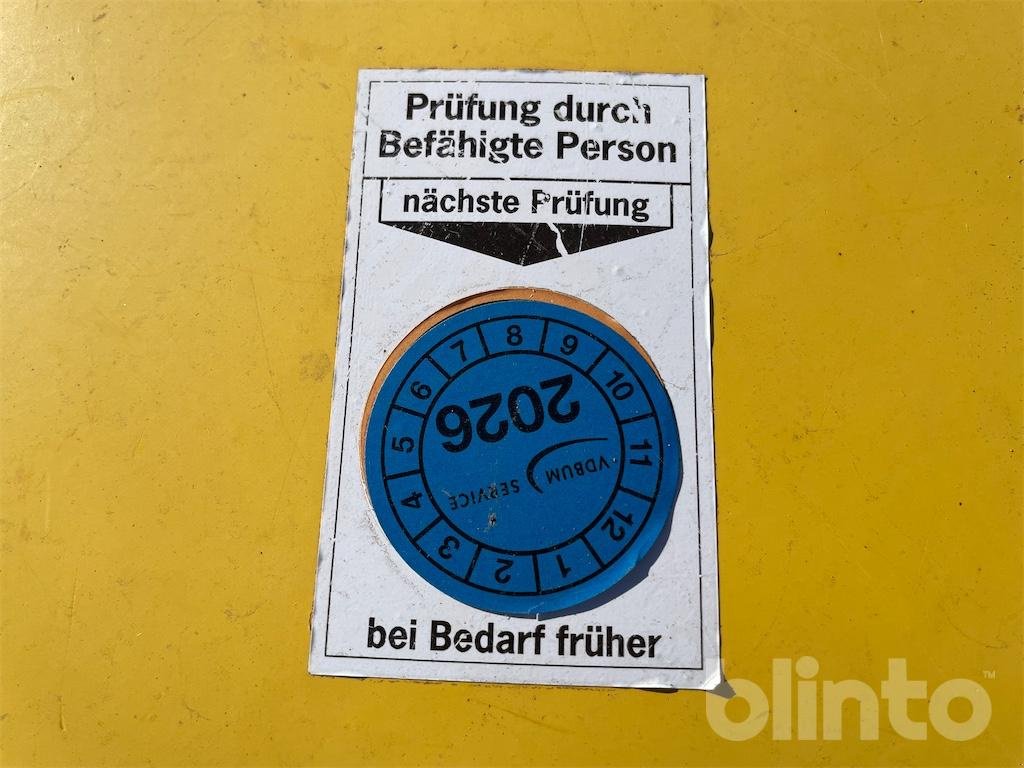 Prüfung durch
Befähigte Person
nächste Prüfung
1 2 3 4 5 6 7 8 9 10 11 12
2026
VDBUM
SERVICE
bei Bedarf früher
olinto™